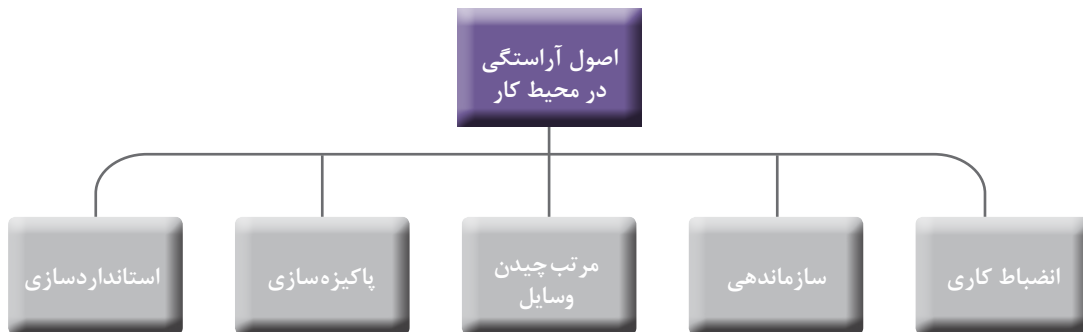 اصول آراستگی
در محیط کار
انضباط کاری
سازماندهی
مرتب چیدن
وسایل
پاکیزه‌سازی
استانداردسازی